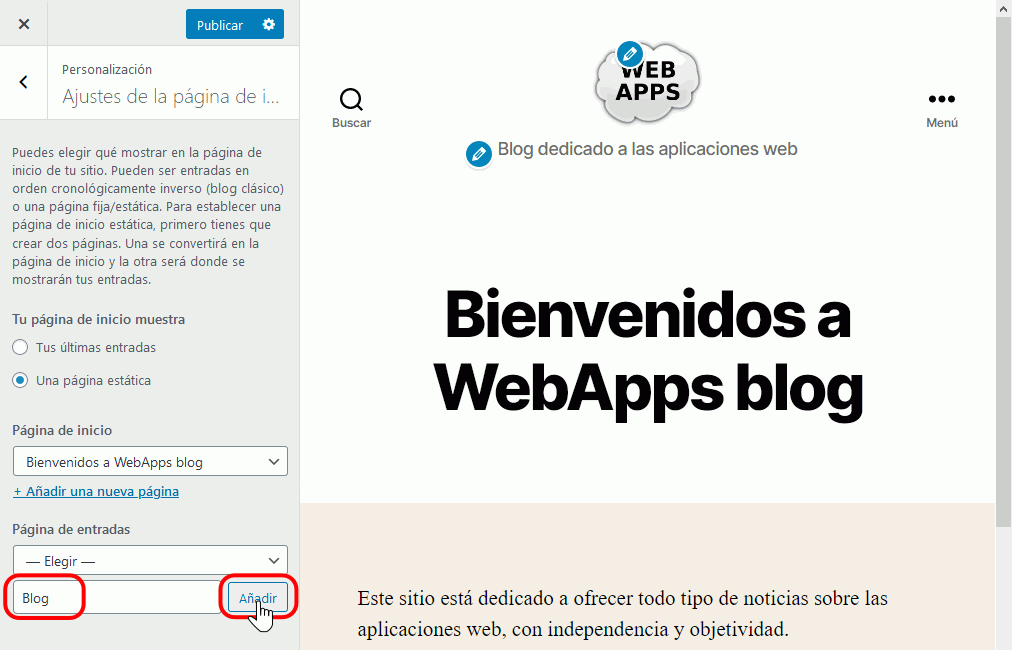 Publicar
Personalización
Ajustes de la página de i...
Puedes elegir qué mostrar en la página de
inicio de tu sitio. Pueden ser entradas en
orden cronológicamente inverso (blog clásico)
o una página fija/estática. Para establecer una
página de inicio estática, primero tienes que
crear dos páginas. Una se convertirá en la
página de inicio y la otra será donde se
mostrarán tus entradas.
Tu página de inicio muestra
Tus últimas entradas
Una página estática
Página de inicio
Bienvenidos a WebApps blog
+ Añadir una nueva página
Página de entradas
— Elegir —
Blog
Añadir
Buscar
WEB
APPS
Menú
Blog dedicado a las aplicaciones web
Bienvenidos a
WebApps blog
Este sitio está dedicado a ofrecer todo tipo de noticias sobre las
aplicaciones web, con independencia y objetividad.